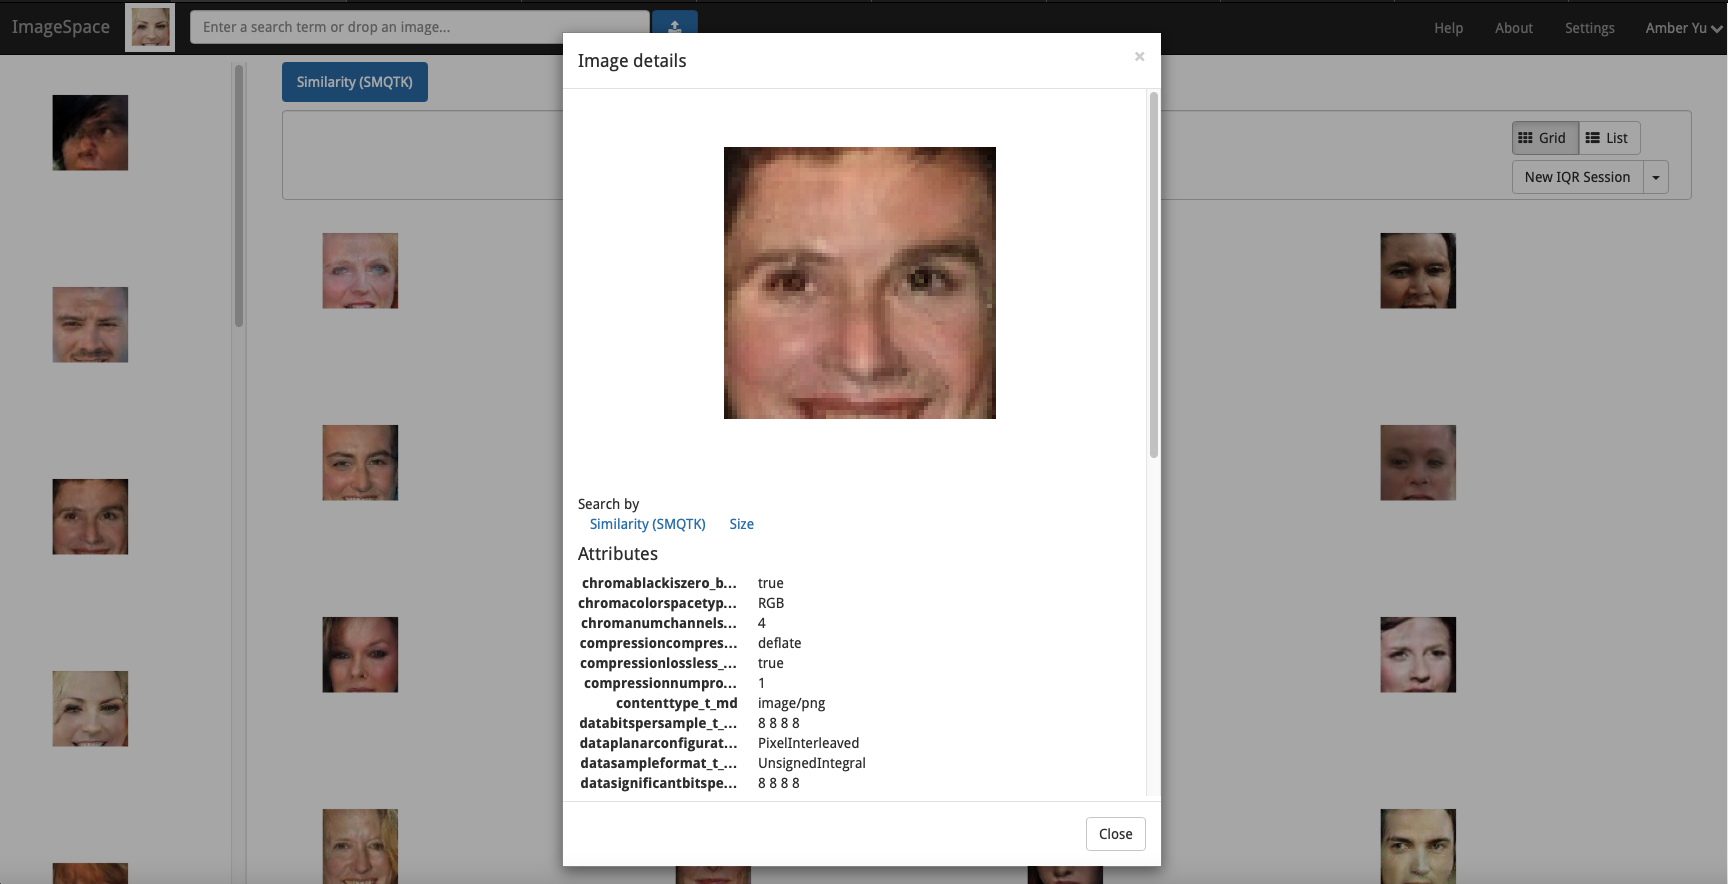 ImageSpace
Enter a search term or drop an image...
Help
About
Settings
Amber Yu
Similarity (SMQTK)
Grid
List
New IQR Session
Image details
×
Search by
Similarity (SMQTK) Size
Attributes
chromablackiszero_b... true
chromacolorspacetyp... RGB
chromanumchannels... 4
compressioncompres... deflate
compressionlossless_... true
compressionnumpro... 1
contenttype_t_md image/png
databitspersample_t_... 8 8 8 8
dataplanarconfigurat... PixelInterleaved
datasampleformat_t_... UnsignedIntegral
datasignificantbitspe... 8 8 8 8
Close